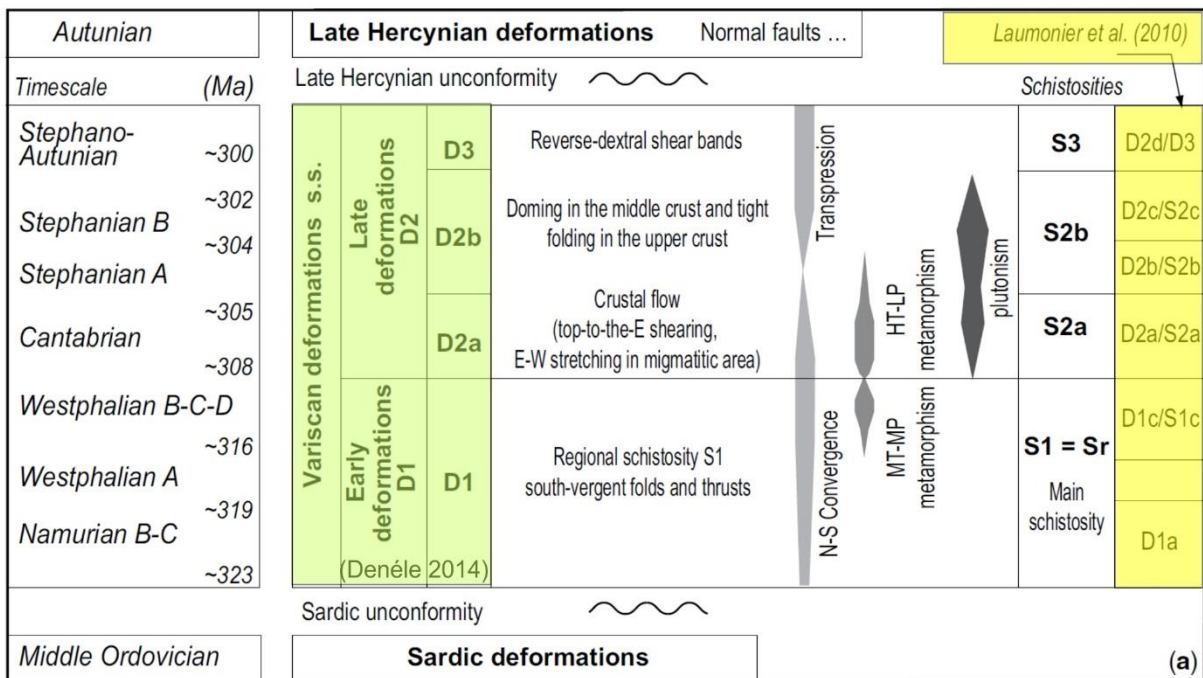 Autunian
Late Hercynian deformations Normal faults ...
Laumonier et al. (2010)
Late Hercynian unconformity
Timescale (Ma)
Schistosities
Stephano-
Autunian
~300
~302
Stephanian B
~304
Stephanian A
~305
Cantabrian
~308
Westphalian B-C-D
~316
Westphalian A
~319
Namurian B-C
~323
Variscan deformations s.s.
Late
deformations
D2
Early
deformations
D1
D3
D2b
D2a
D1
(Denéle 2014)
Reverse-dextral shear bands
Doming in the middle crust and tight
folding in the upper crust
Crustal flow
(top-to-the-E shearing,
E-W stretching in migmatitic area)
Regional schistosity S1
south-vergent folds and thrusts
Transpression
N-S Convergence
HT-LP
metamorphism
MT-MP
metamorphism
plutonism
S3
S2b
S2a
S1 = Sr
Main
schistosity
D2d/D3
D2c/S2c
D2b/S2b
D2a/S2a
D1c/S1c
D1a
Sardic unconformity
Middle Ordovician
Sardic deformations
(a)